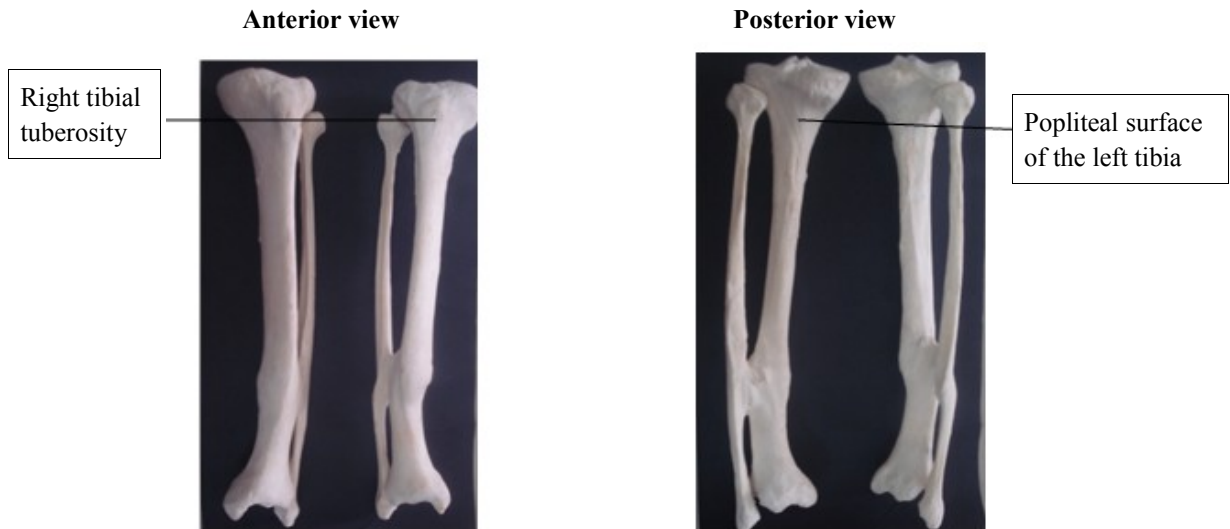 Anterior view
Posterior view
Right tibial
tuberosity
Popliteal surface
of the left tibia